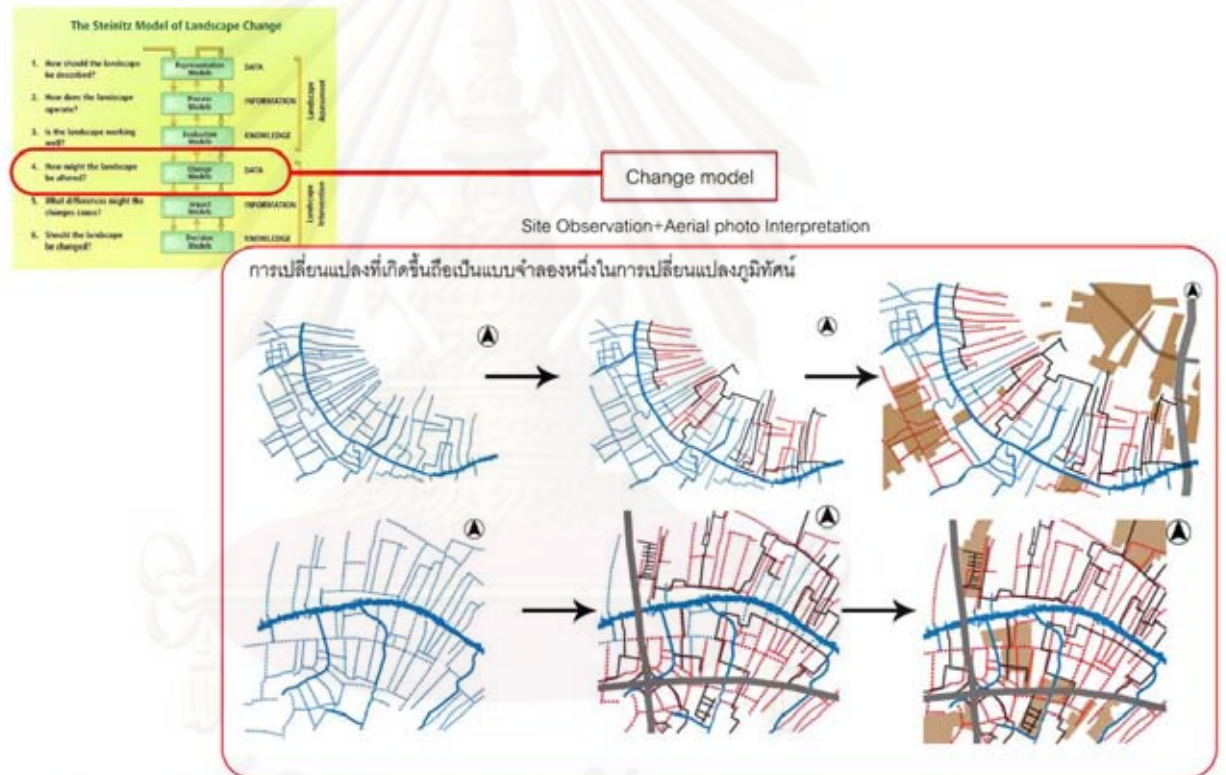 The Steinitz Model of Landscape Change
1. How should the landscape
be described?
Representation
Models
DATA
2. How does the landscape
operate?
Process
Models
INFORMATION
3. Is the landscape working
well?
Evaluation
Models
KNOWLEDGE
Landscape
Assessment
4. How might the landscape
be altered?
Change
Models
DATA
5. What differences might the
changes cause?
Impact
Models
INFORMATION
6. Should the landscape
be changed?
Decision
Models
KNOWLEDGE
Landscape
Intervention
Change model
Site Observation+Aerial photo Interpretation
การเปลี่ยนแปลงที่เกิดขึ้นถือเป็นแบบจำลองหนึ่งในการเปลี่ยนแปลงภูมิทัศน์